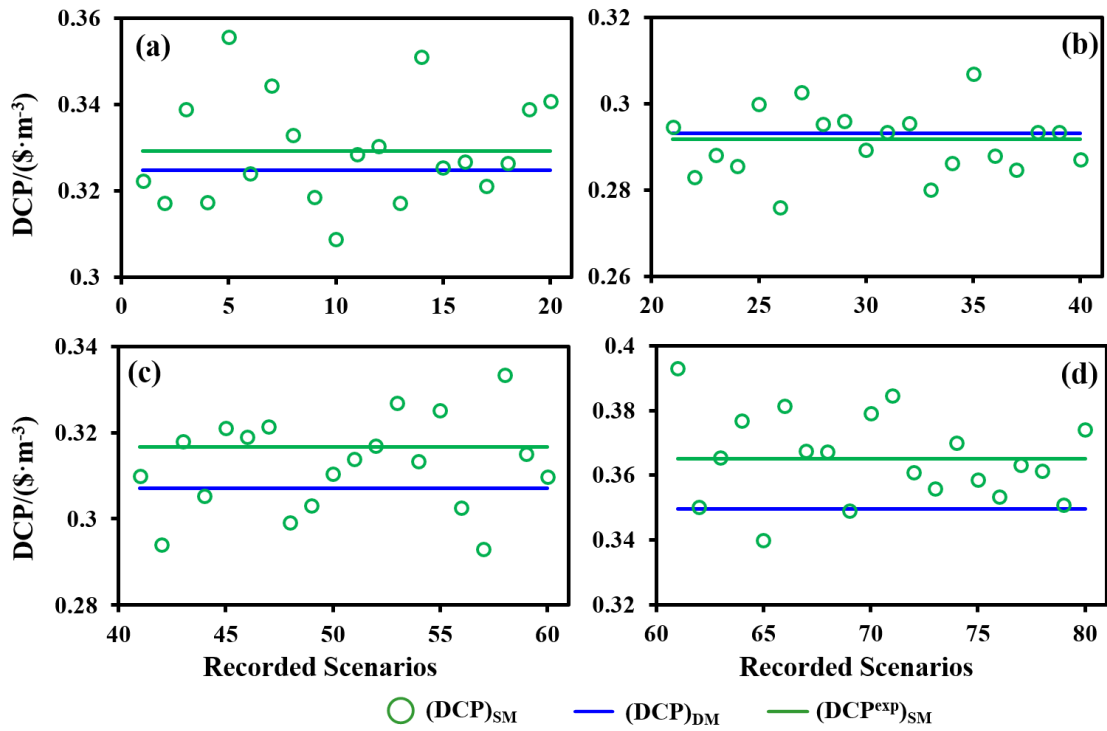 0.36
0.34
0.32
0.3
0 5 10 15 20
(a)
DCP/($·m⁻³)
0.32
0.3
0.28
0.26
20 25 30 35 40
(b)
0.34
0.32
0.3
0.28
40 45 50 55 60
(c)
DCP/($·m⁻³)
Recorded Scenarios
0.4
0.38
0.36
0.34
0.32
60 65 70 75 80
(d)
Recorded Scenarios
(DCP)SM (DCP)DM (DCPexp)SM